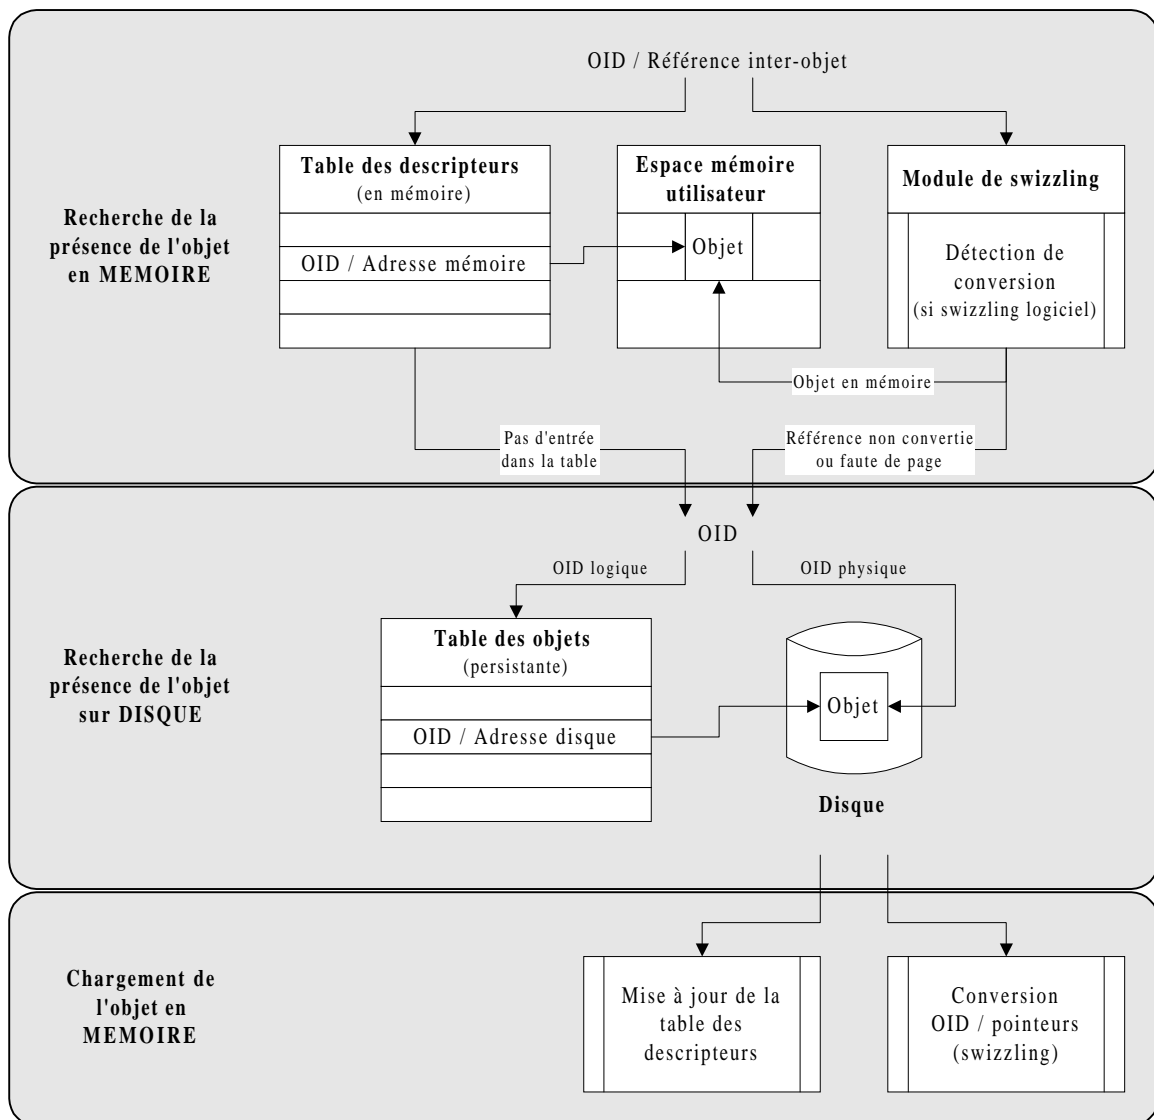 OID / Référence inter-objet
Table des descripteurs
(en mémoire)
OID / Adresse mémoire
Espace mémoire
utilisateur
Objet
Module de swizzling
Détection de
conversion
(si swizzling logiciel)
Recherche de la
présence de l'objet
en MEMOIRE
Objet en mémoire
Pas d'entrée
dans la table
Référence non convertie
ou faute de page
OID
OID logique
OID physique
Table des objets
(persistante)
OID / Adresse disque
Objet
Disque
Recherche de la
présence de l'objet
sur DISQUE
Chargement de
l'objet en
MEMOIRE
Mise à jour de la
table des
descripteurs
Conversion
OID / pointeurs
(swizzling)